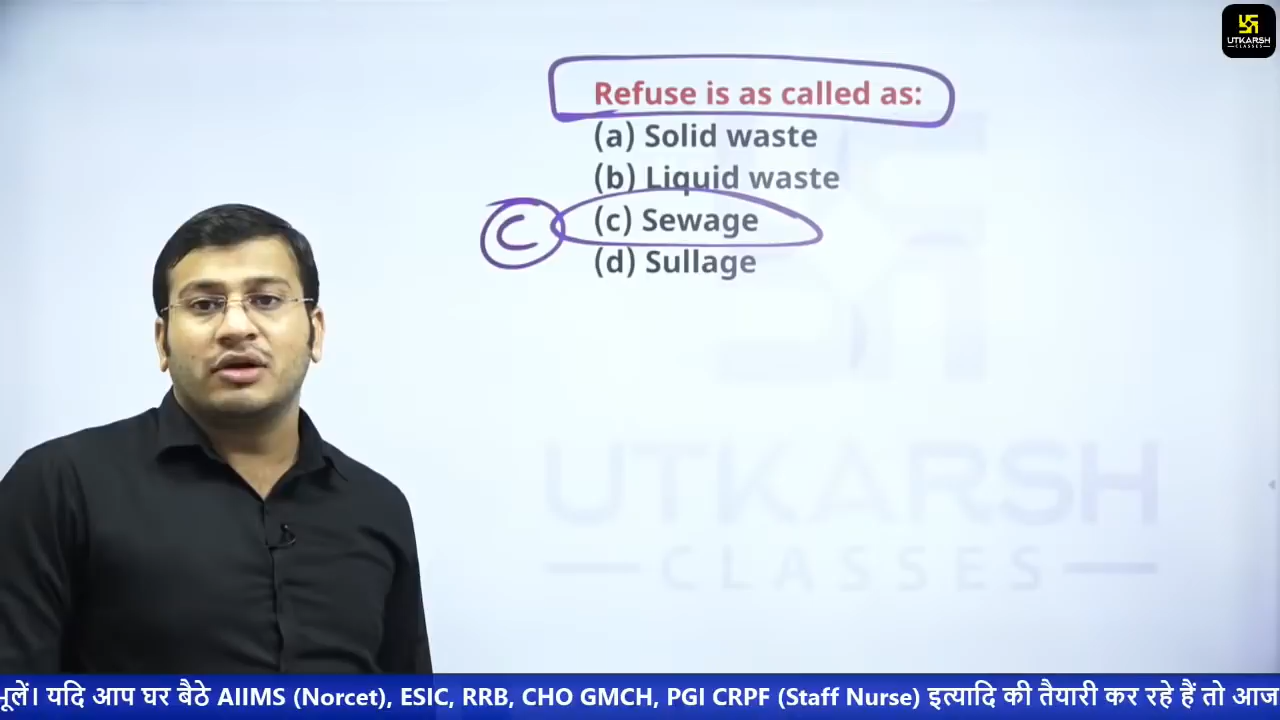 UTKARSH
CLASSES
Refuse is as called as:
(a) Solid waste
(b) Liquid waste
C (c) Sewage
(d) Sullage
UTKARSH
CLASSES
भूलें। यदि आप घर बैठे AIIMS (Norcet), ESIC, RRB, CHO GMCH, PGI CRPF (Staff Nurse) इत्यादि की तैयारी कर रहे हैं तो आज